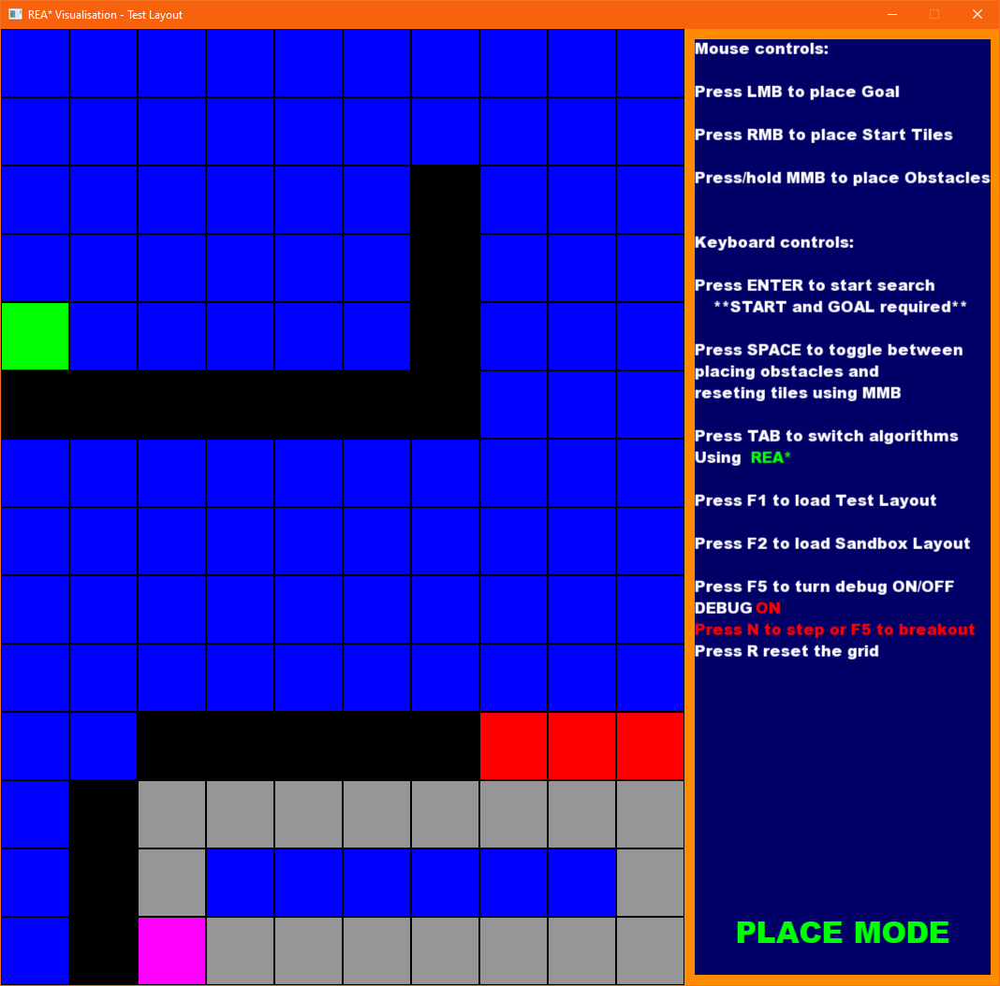 REA* Visualisation - Test Layout
Mouse controls:
Press LMB to place Goal
Press RMB to place Start Tiles
Press/hold MMB to place Obstacles
Keyboard controls:
Press ENTER to start search
**START and GOAL required**
Press SPACE to toggle between
placing obstacles and
reseting tiles using MMB
Press TAB to switch algorithms
Using REA*
Press F1 to load Test Layout
Press F2 to load Sandbox Layout
Press F5 to turn debug ON/OFF
DEBUG ON
Press N to step or F5 to breakout
Press R reset the grid
PLACE MODE